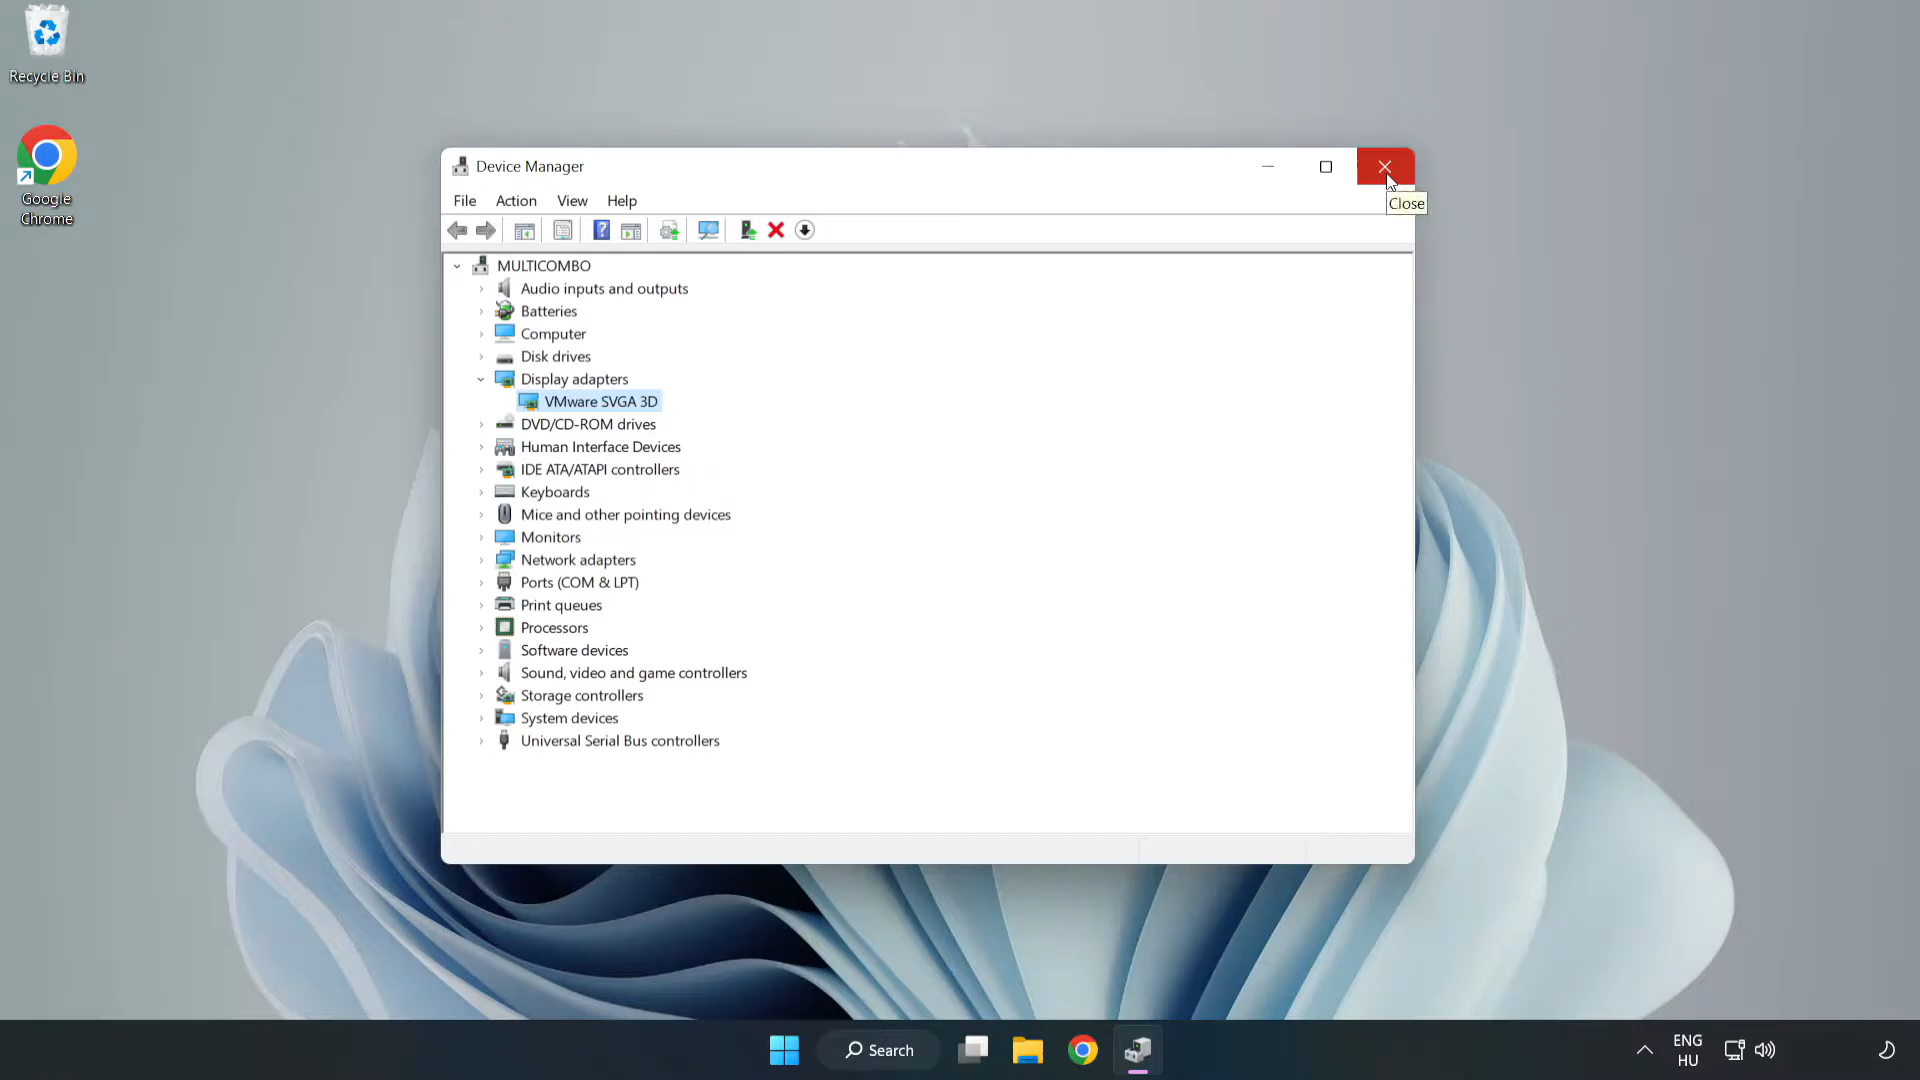 Recycle Bin
Google
Chrome
Device Manager
Close
File Action View Help
MULTICOMBO
Audio inputs and outputs
Batteries
Computer
Disk drives
Display adapters
VMware SVGA 3D
DVD/CD-ROM drives
Human Interface Devices
IDE ATA/ATAPI controllers
Keyboards
Mice and other pointing devices
Monitors
Network adapters
Ports (COM & LPT)
Print queues
Processors
Software devices
Sound, video and game controllers
Storage controllers
System devices
Universal Serial Bus controllers
Search
ENG
HU